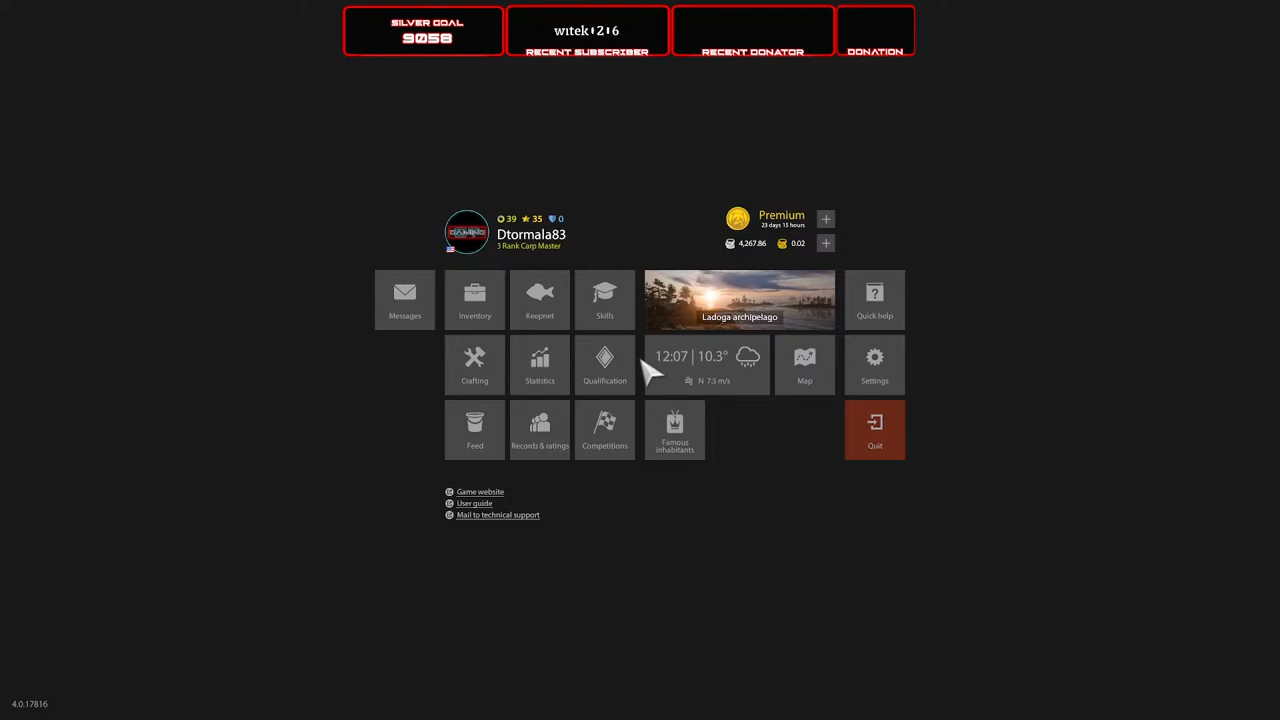 SILVER GOAL
9058
witek•2•6
RECENT SUBSCRIBER
RECENT DONATOR
DONATION
39 35 0
Dtormala83
3 Rank Carp Master
GAMING
Premium
23 days 15 hours
4,267.86 0.02
Messages
Inventory
Keepnet
Skills
Ladoga archipelago
Quick help
Crafting
Statistics
Qualification
12:07 | 10.3°
N 7.5 m/s
Map
Settings
Feed
Records & ratings
Competitions
Famous
inhabitants
Quit
Game website
User guide
Mail to technical support
4.0.17816